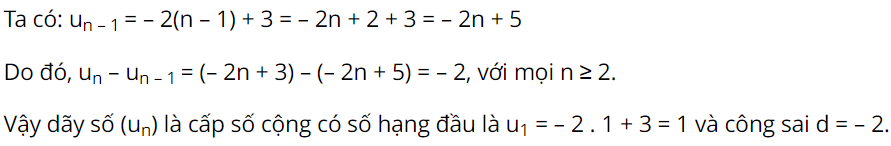 Ta có: uₙ ₋ ₁ = – 2(n – 1) + 3 = – 2n + 2 + 3 = – 2n + 5
Do đó, uₙ – uₙ ₋ ₁ = (– 2n + 3) – (– 2n + 5) = – 2, với mọi n ≥ 2.
Vậy dãy số (uₙ) là cấp số cộng có số hạng đầu là u₁ = – 2 . 1 + 3 = 1 và công sai d = – 2.